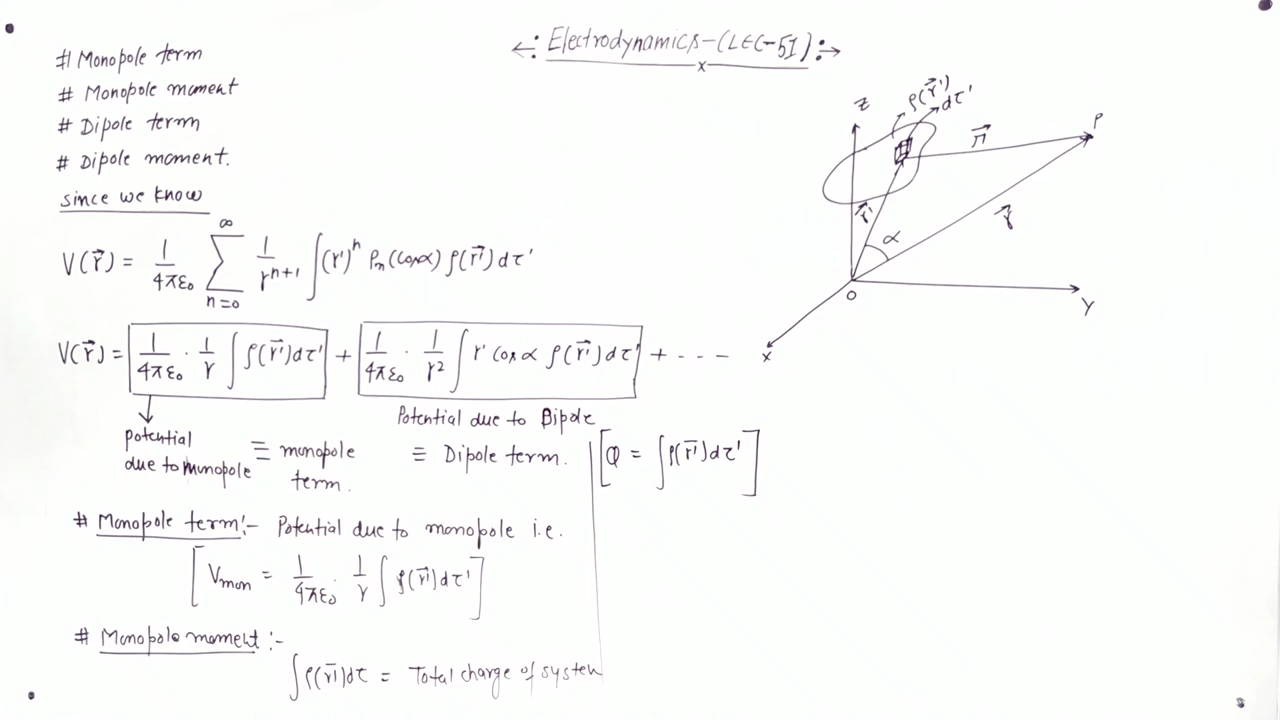 ←: Electrodynamics-(LEC-51) :→
x
# Monopole term
# Monopole moment
# Dipole term
# Dipole moment.
since we know
V(r⃗) = 1/4πε₀ ∑_{n=0}^{∞} 1/r^{n+1} ∫(r')^n Pₙ(cosα) ρ(r⃗') dτ'
V(r⃗) = 1/4πε₀ · 1/r ∫ρ(r⃗')dτ' + 1/4πε₀ · 1/r² ∫ r' cosα ρ(r⃗')dτ' + - - - -
potential due to monopole ≡ monopole term.
Potential due to Dipole ≡ Dipole term.
[Q = ∫ρ(r⃗')dτ']
# Monopole term:- Potential due to monopole i.e.
[V_mon = 1/4πε₀ · 1/r ∫ρ(r⃗')dτ']
# Monopole moment :-
∫ρ(r⃗')dτ = Total charge of system
Z
ρ(r⃗')
dτ'
P
r⃗'
r⃗
α
O
Y
X